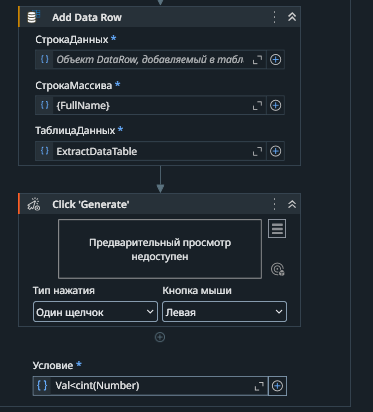 Add Data Row
СтрокаДанных *
Объект DataRow, добавляемый в табл
СтрокаМассива *
{FullName}
ТаблицаДанных *
ExtractDataTable
Click 'Generate'
Предварительный просмотр
недоступен
Тип нажатия Кнопка мыши
Один щелчок Левая
Условие *
Val<cint(Number)